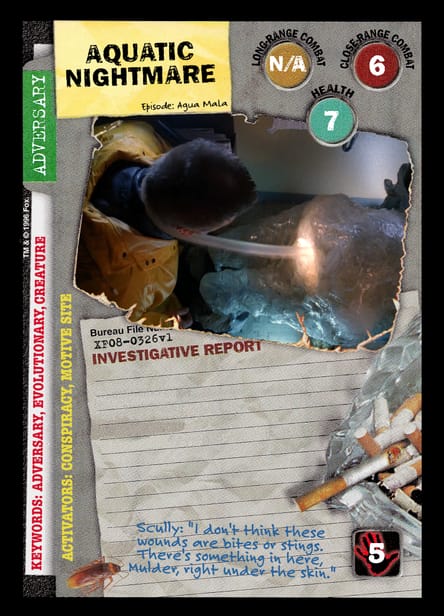 AQUATIC
NIGHTMARE
Episode: Agua Mala
LONG-RANGE COMBAT
N/A
CLOSE-RANGE COMBAT
6
HEALTH
7
ADVERSARY
TM & © 1996 Fox.
KEYWORDS: ADVERSARY, EVOLUTIONARY, CREATURE
ACTIVATORS: CONSPIRACY, MOTIVE SITE
Bureau File
XF08-0326v1
INVESTIGATIVE REPORT
Scully: "I don't think these
wounds are bites or stings.
There's something in here,
Mulder, right under the skin."
5